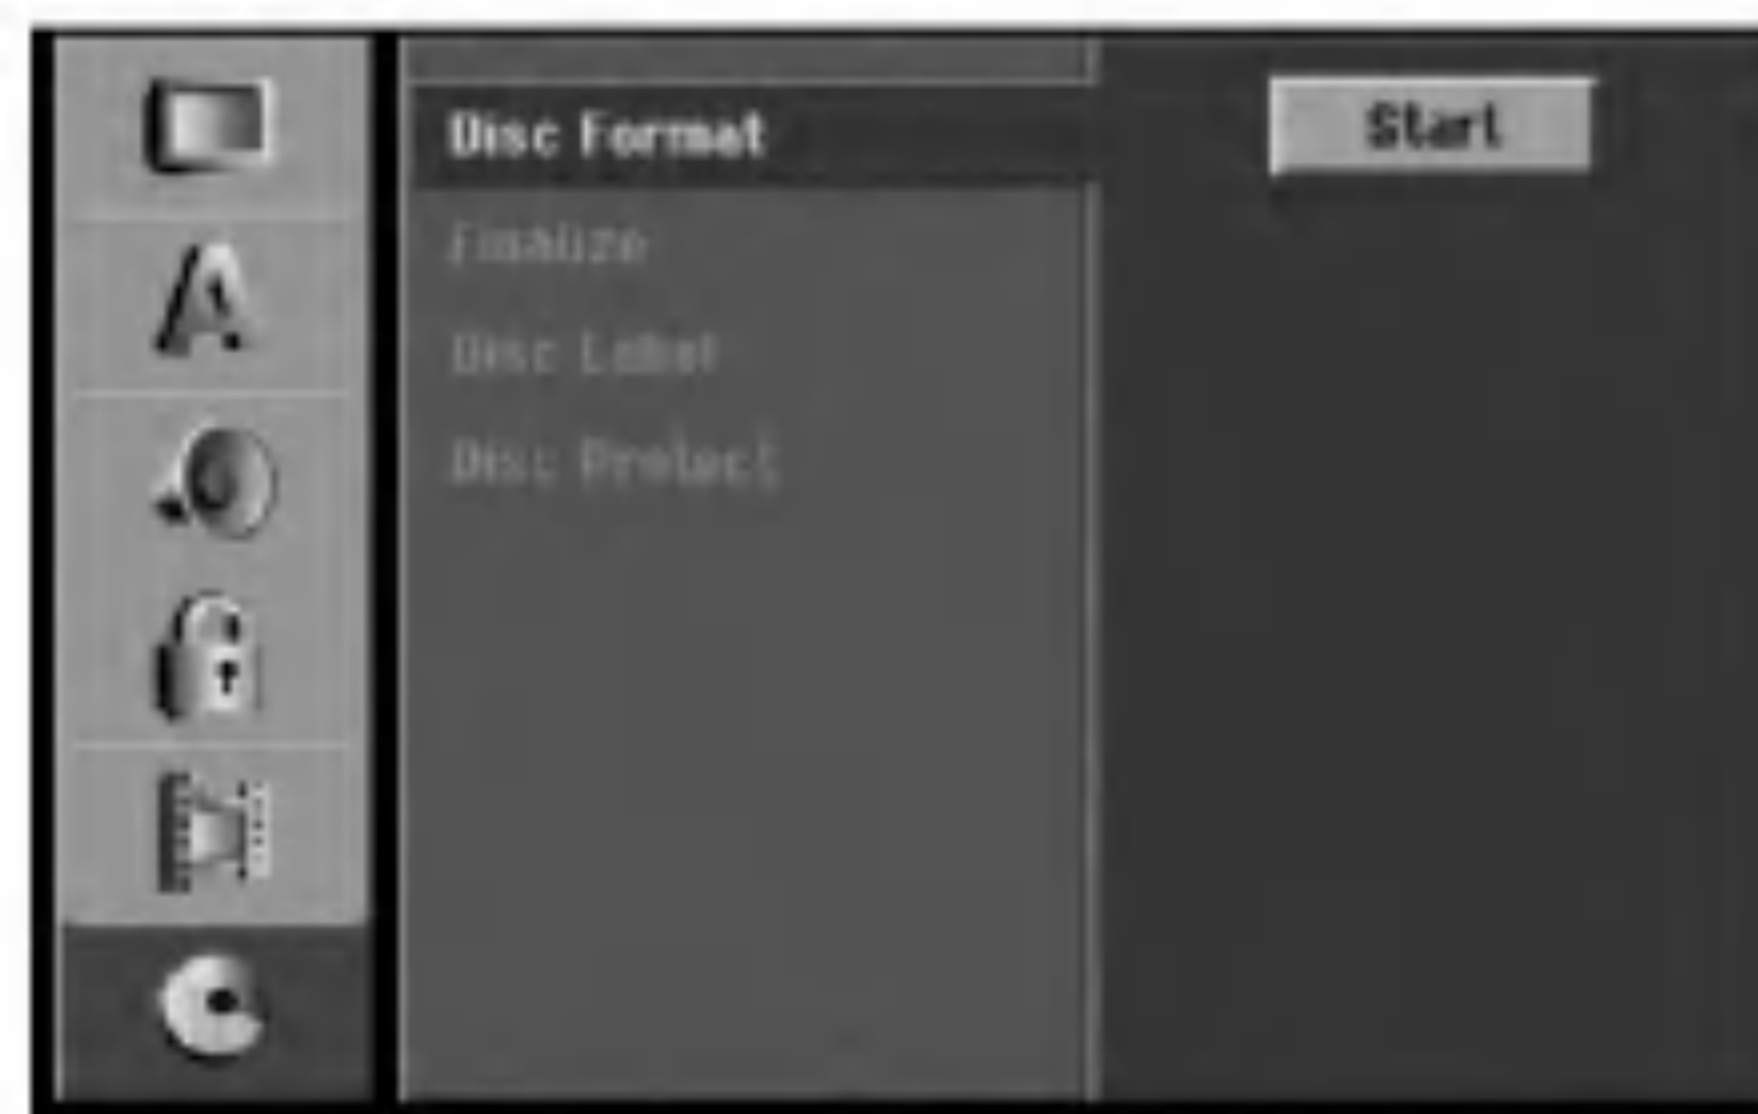 Disc Format
Start
Finalize
Disc Label
Disc Protect